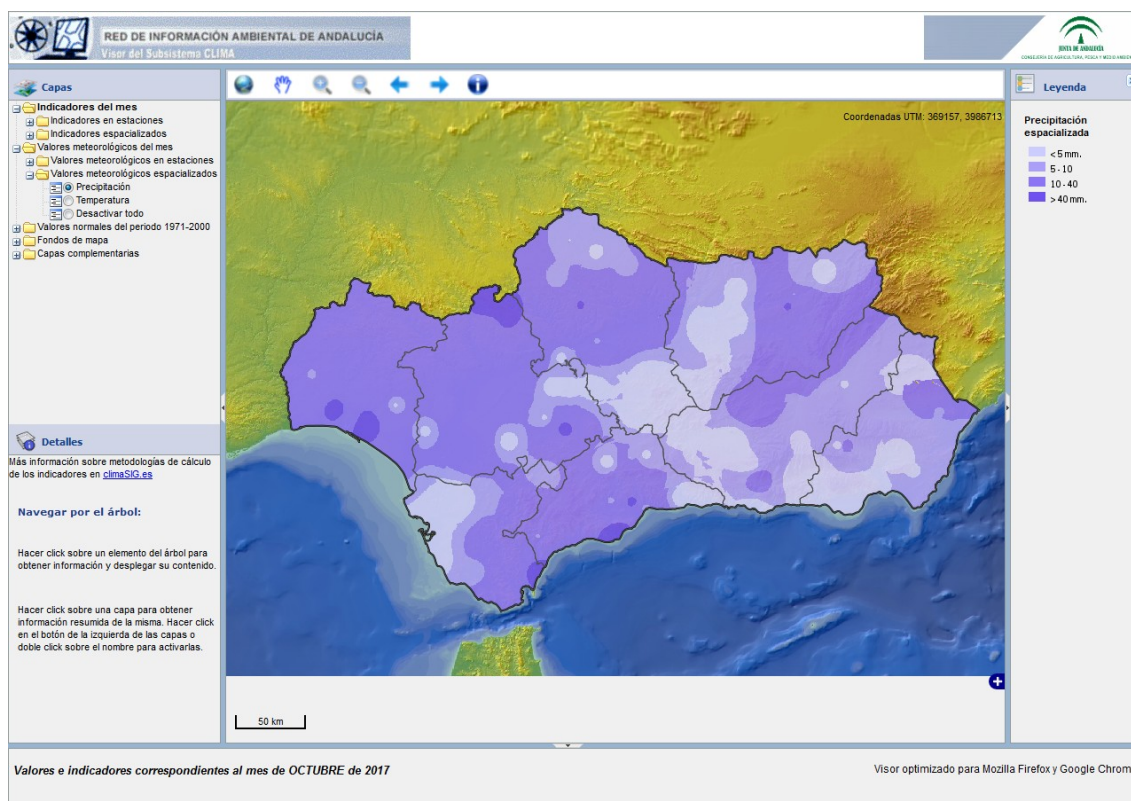 RED DE INFORMACIÓN AMBIENTAL DE ANDALUCÍA
Visor del Subsistema CLIMA
JUNTA DE ANDALUCÍA
CONSEJERÍA DE AGRICULTURA, PESCA Y MEDIO AMBIEN
Capas
Indicadores del mes
Indicadores en estaciones
Indicadores espacializados
Valores meteorológicos del mes
Valores meteorológicos en estaciones
Valores meteorológicos espacializados
Precipitación
Temperatura
Desactivar todo
Valores normales del periodo 1971-2000
Fondos de mapa
Capas complementarias
Detalles
Más información sobre metodologías de cálculo
de los indicadores en climaSIG.es
Navegar por el árbol:
Hacer click sobre un elemento del árbol para
obtener información y desplegar su contenido.
Hacer click sobre una capa para obtener
información resumida de la misma. Hacer click
en el botón de la izquierda de las capas o
doble click sobre el nombre para activarlas.
Coordenadas UTM: 369157, 3986713
50 km
Leyenda
Precipitación
espacializada
<5 mm.
5 - 10
10 - 40
>40 mm.
Valores e indicadores correspondientes al mes de OCTUBRE de 2017
Visor optimizado para Mozilla Firefox y Google Chrom